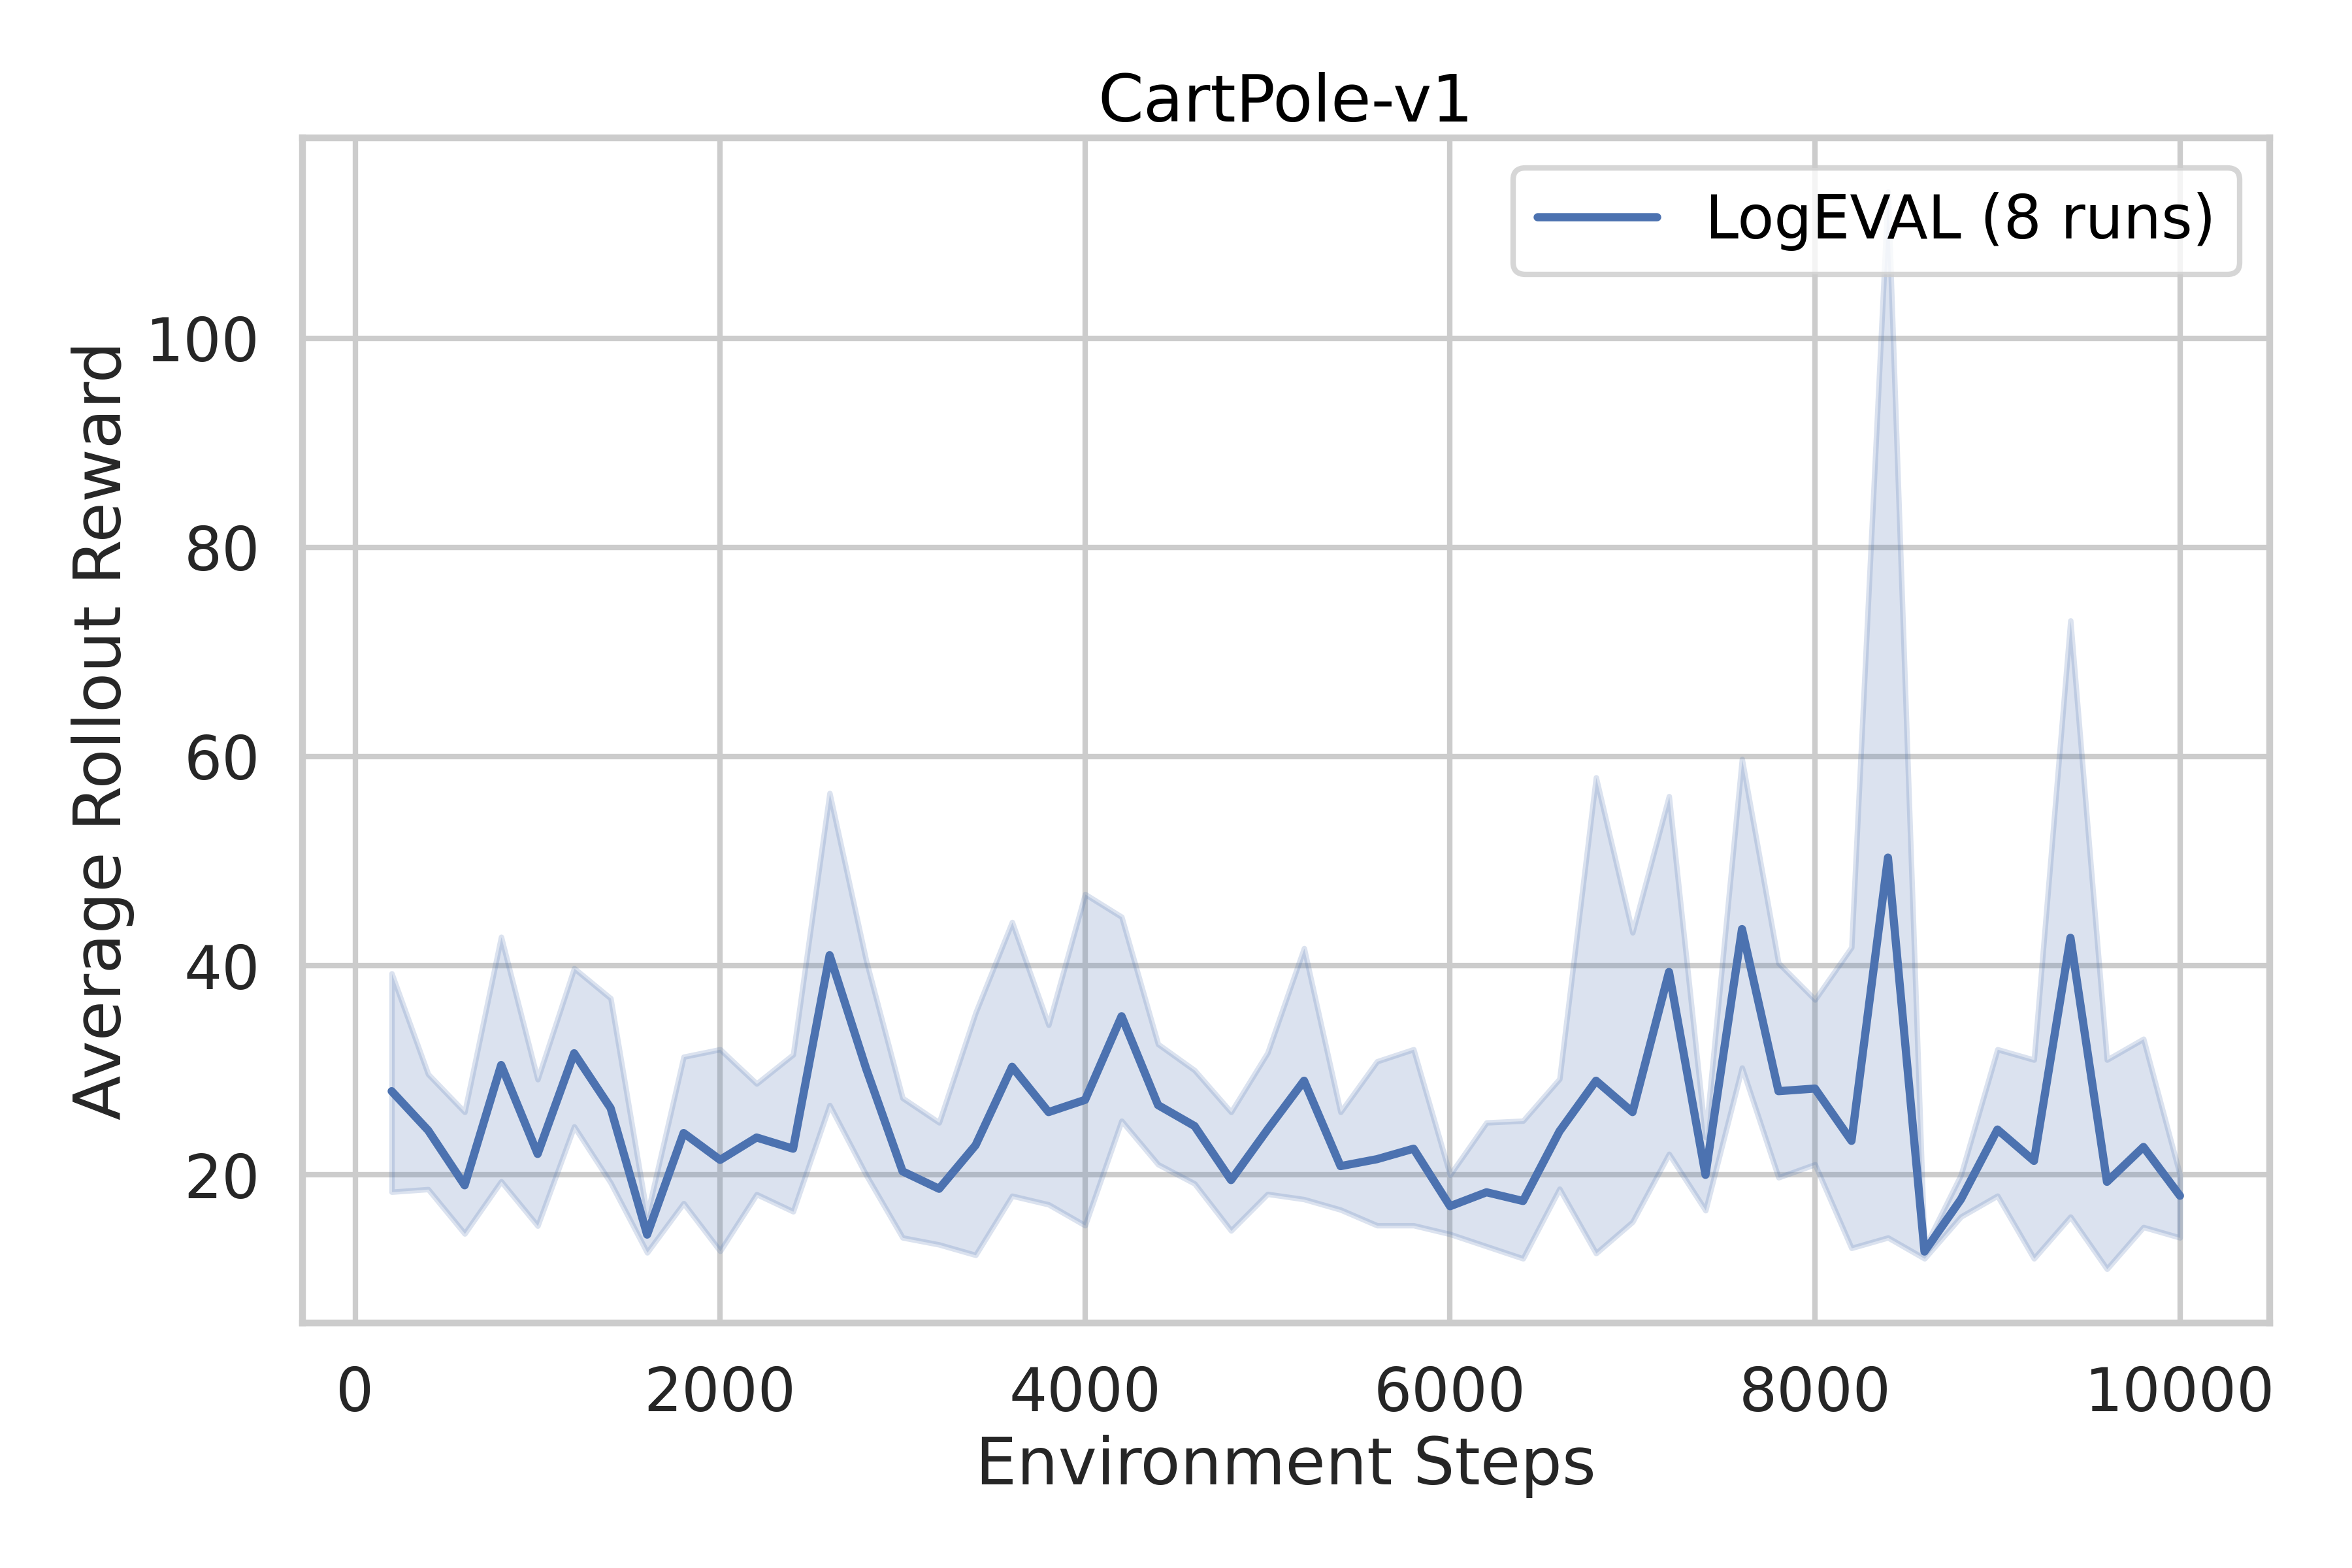 CartPole-v1
LogEVAL (8 runs)
Average Rollout Reward
100
80
60
40
20
0 2000 4000 6000 8000 10000
Environment Steps